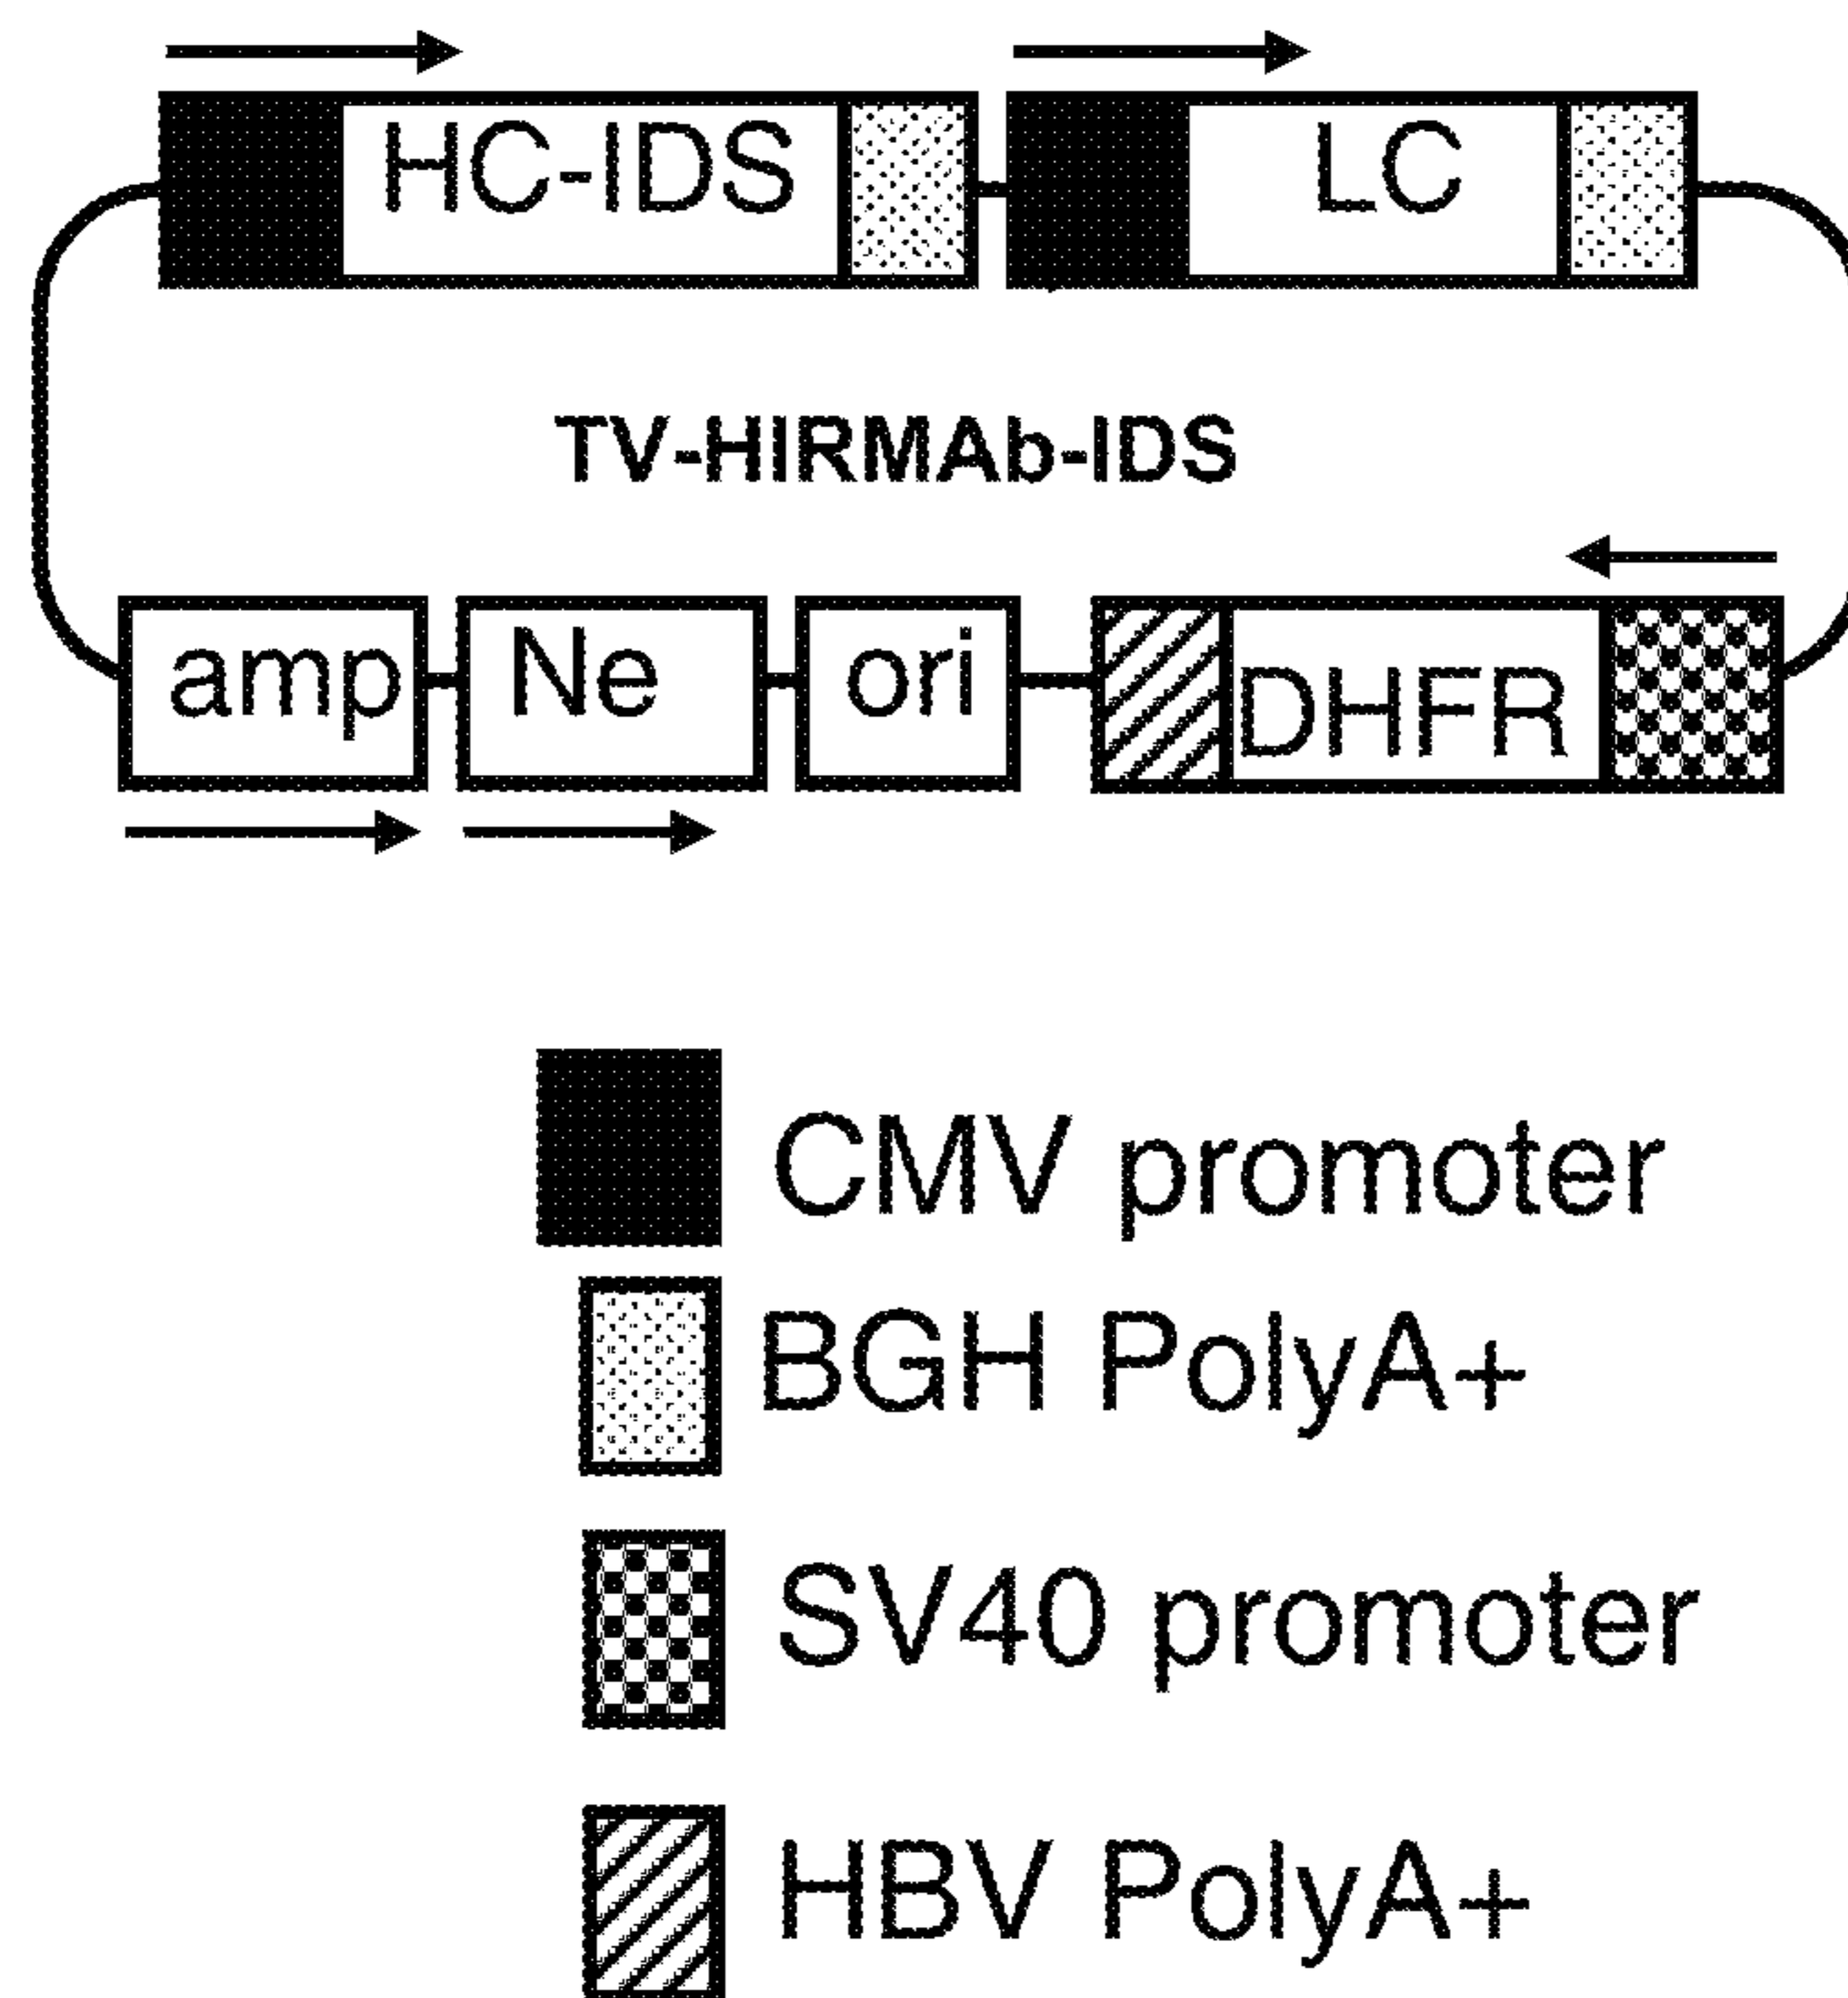 HC-IDS LC
TV-HIRMAb-IDS
amp Ne ori DHFR
CMV promoter
BGH PolyA+
SV40 promoter
HBV PolyA+